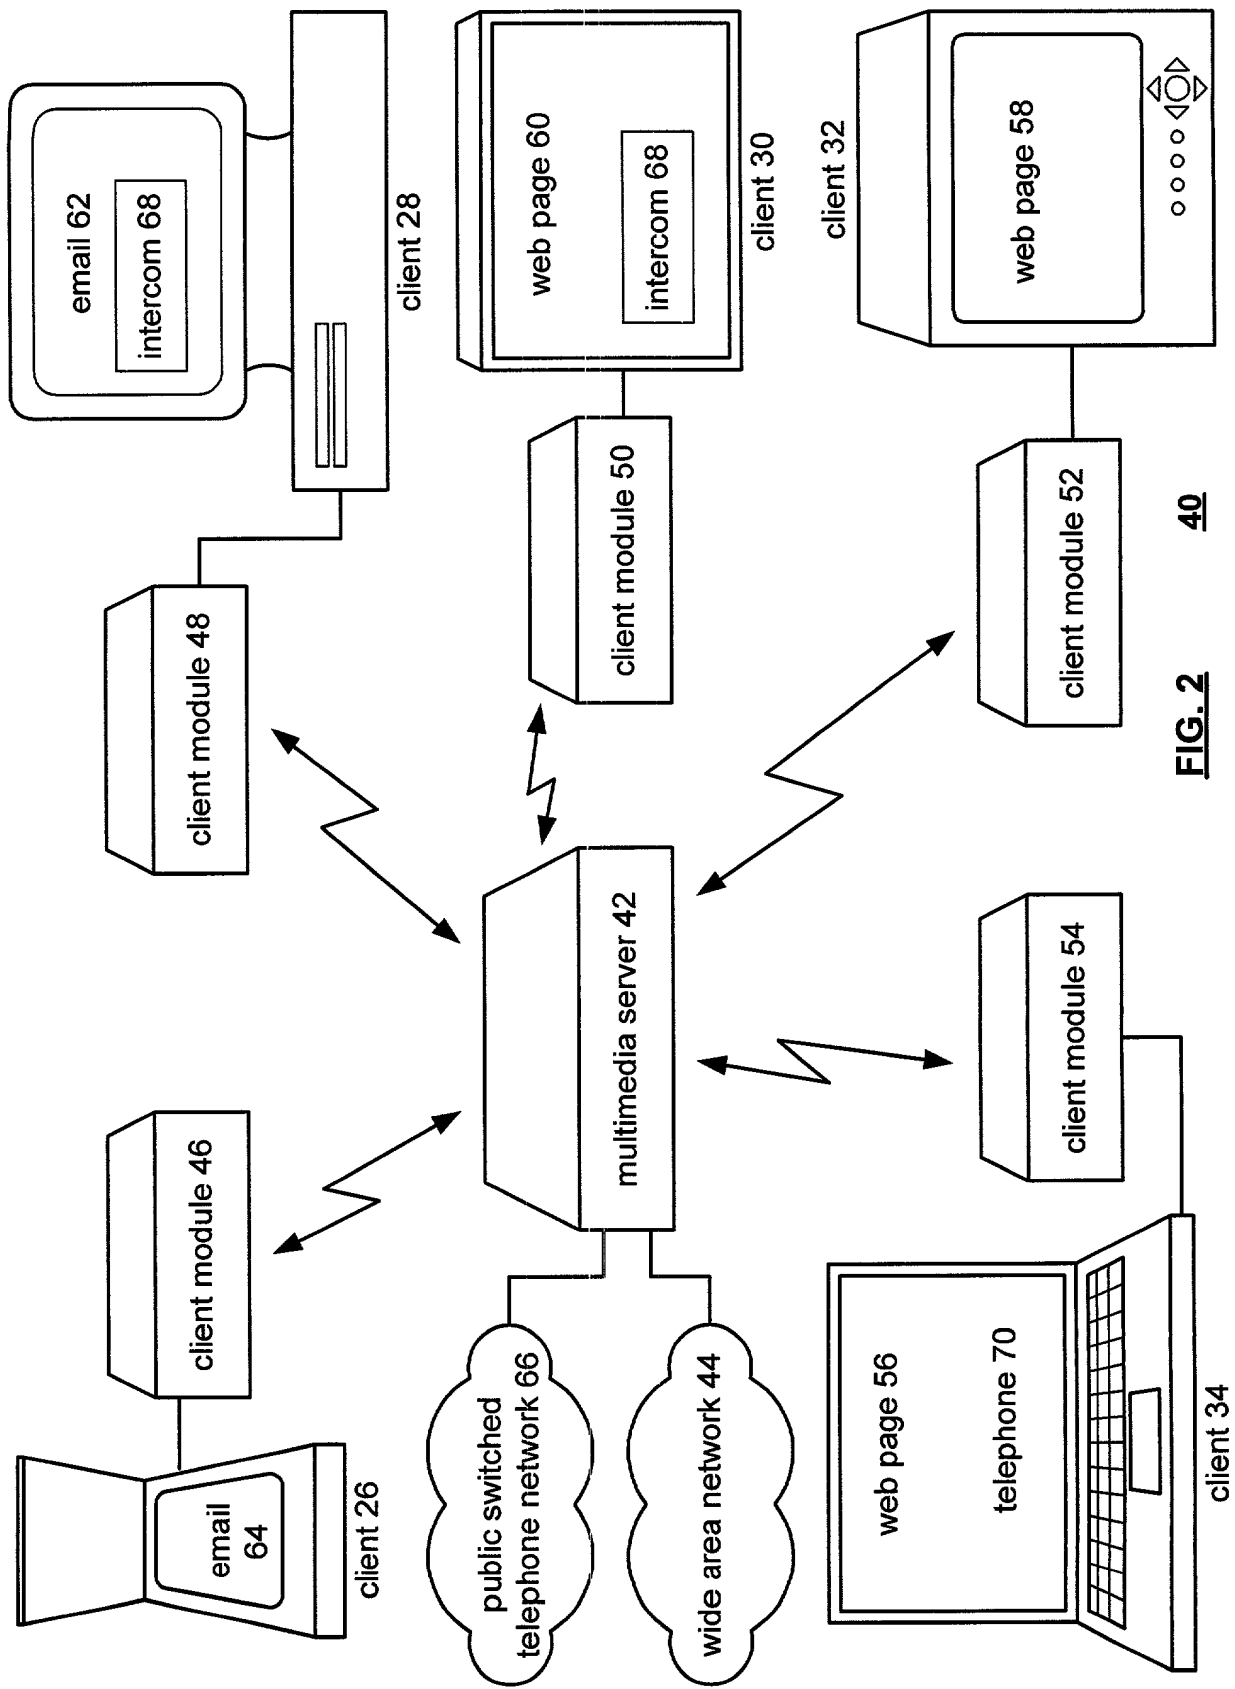 email
64
client 26
client module 46
client module 48
email 62
intercom 68
client 28
public switched
telephone network 66
wide area network 44
multimedia server 42
client module 50
web page 60
intercom 68
client 30
web page 56
telephone 70
client 34
client module 54
client module 52
client 32
web page 58
FIG. 2
40